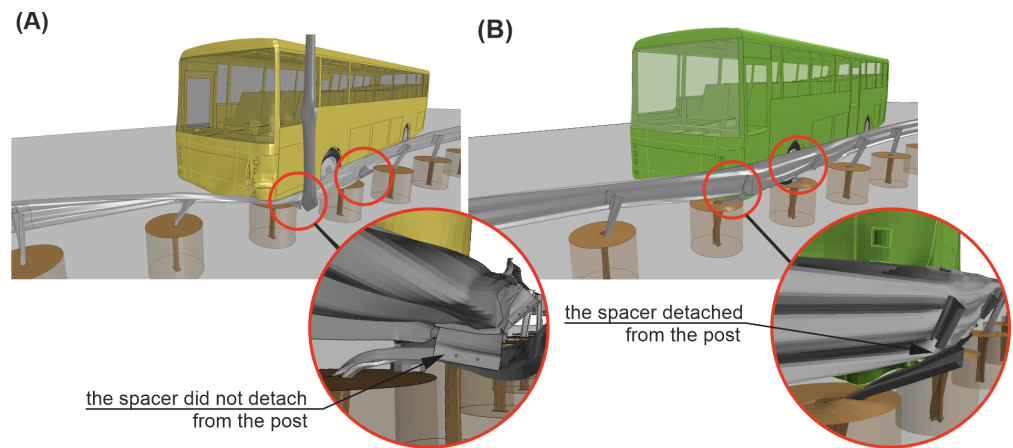 (A)
(B)
the spacer detached
from the post
the spacer did not detach
from the post